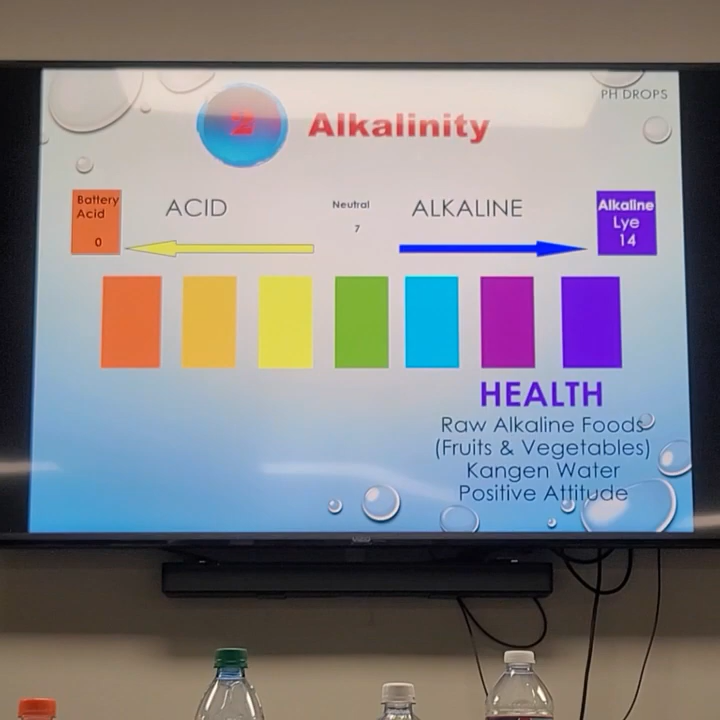 PH DROPS
2
Alkalinity
Battery
Acid
0
ACID
Neutral
7
ALKALINE
Alkaline
Lye
14
HEALTH
Raw Alkaline Foods
(Fruits & Vegetables)
Kangen Water
Positive Attitude
VIZIO